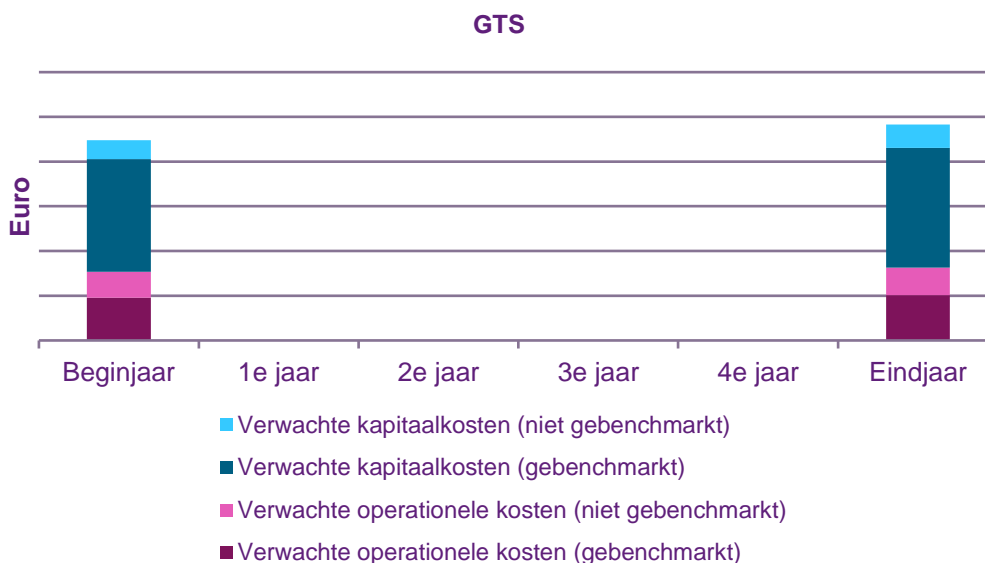 GTS
Euro
Beginjaar 1e jaar 2e jaar 3e jaar 4e jaar Eindjaar
Verwachte kapitaalkosten (niet gebenchmarkt)
Verwachte kapitaalkosten (gebenchmarkt)
Verwachte operationele kosten (niet gebenchmarkt)
Verwachte operationele kosten (gebenchmarkt)